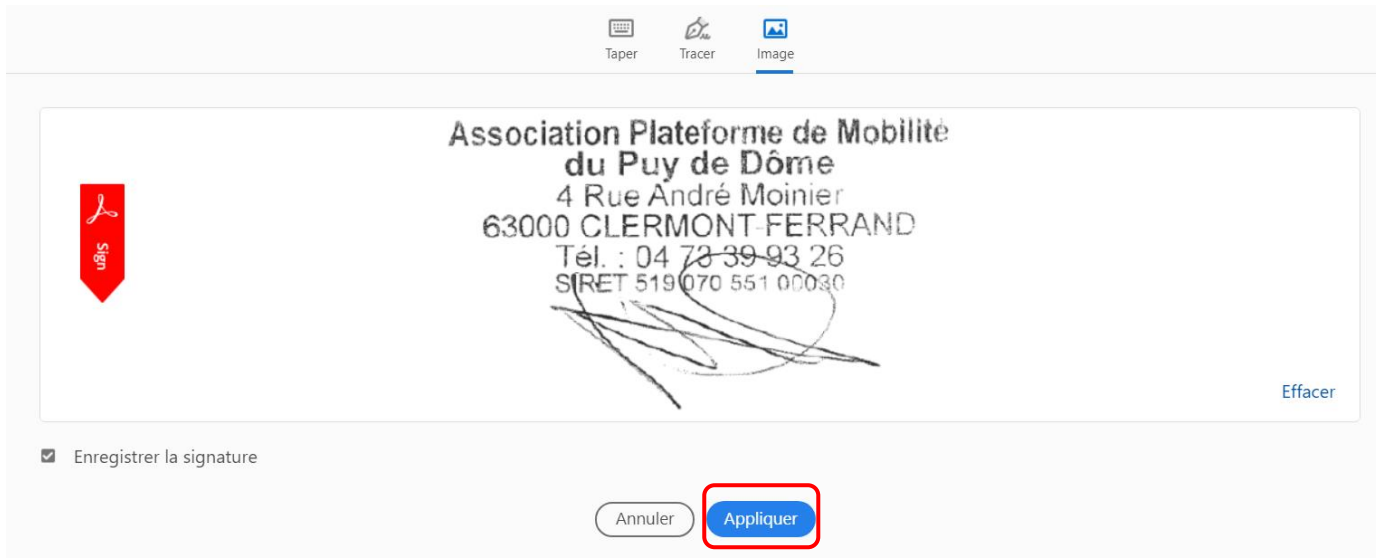 Taper
Tracer
Image
Association Plateforme de Mobilité
du Puy de Dôme
4 Rue André Moinier
63000 CLERMONT-FERRAND
Tél. : 04 73 39 93 26
SIRET 519 070 551 00030
Sign
Effacer
Enregistrer la signature
Annuler
Appliquer